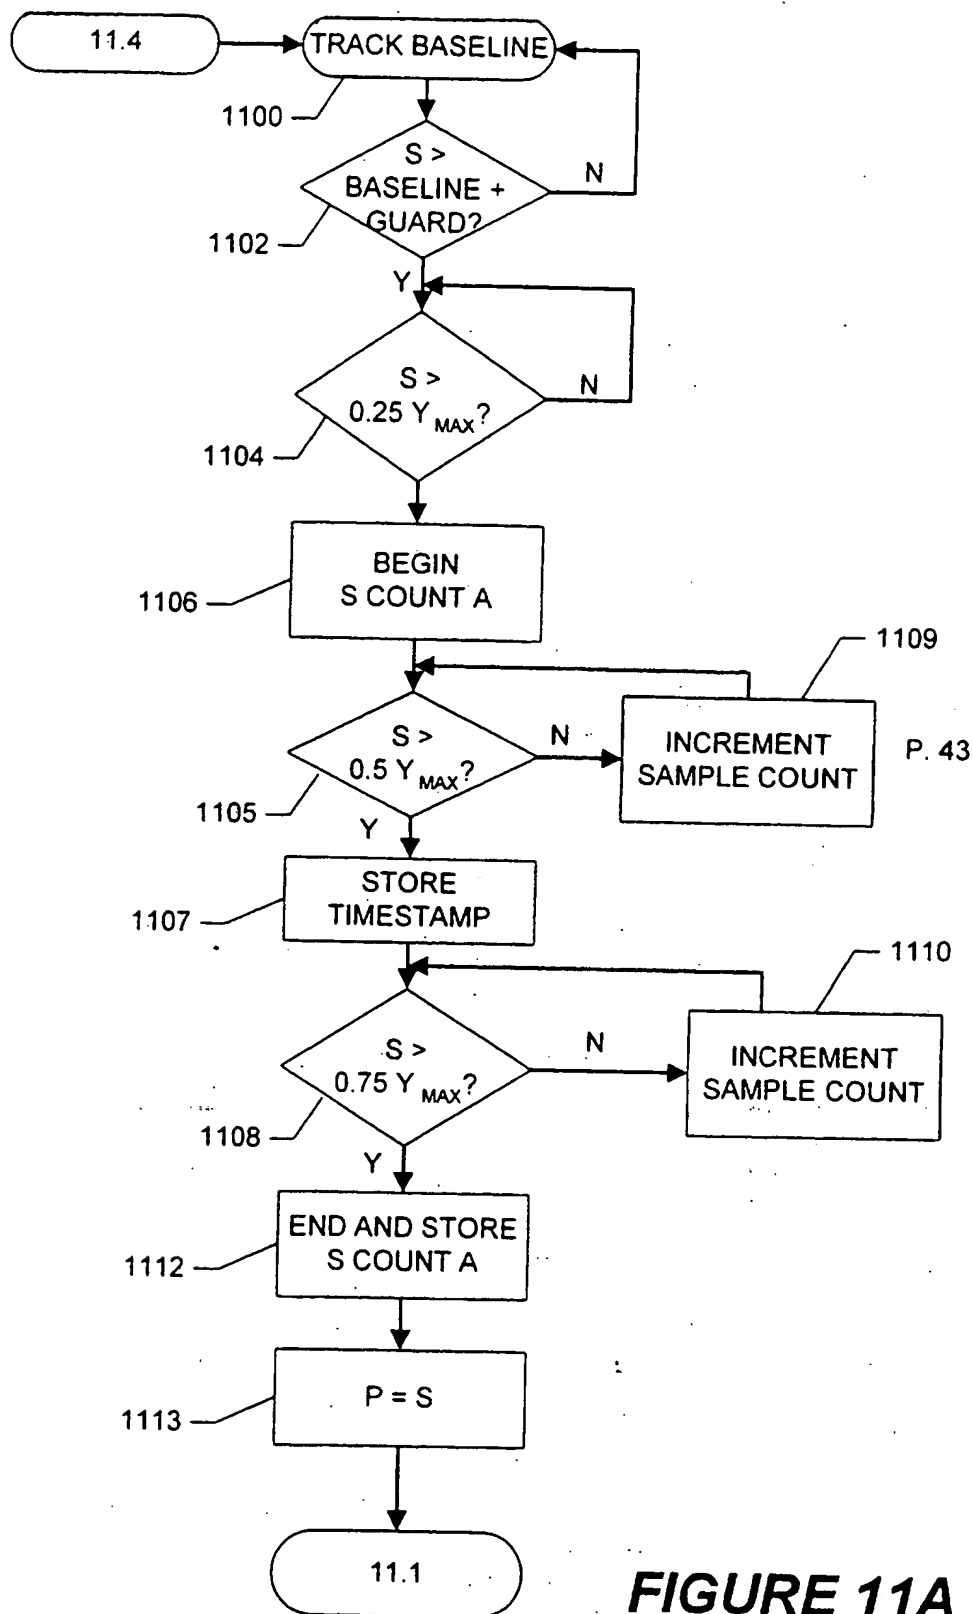 11.4
TRACK BASELINE
1100
S >
BASELINE +
GUARD?
N
1102
Y
S >
0.25 Y MAX?
N
1104
BEGIN
S COUNT A
1106
1109
S >
0.5 Y MAX?
N
INCREMENT
SAMPLE COUNT
P. 43
1105
Y
STORE
TIMESTAMP
1107
1110
S >
0.75 Y MAX?
N
INCREMENT
SAMPLE COUNT
1108
Y
END AND STORE
S COUNT A
1112
P = S
1113
11.1
FIGURE 11A